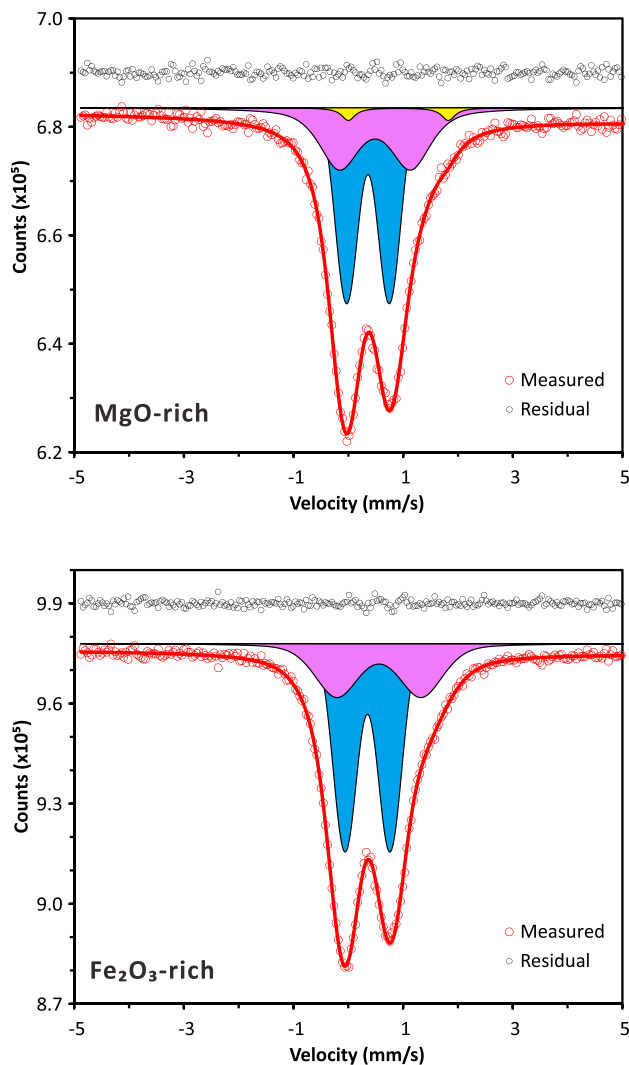 7.0
6.8
6.6
6.4
6.2
Counts (x10⁵)
Measured
Residual
MgO-rich
-5 -3 -1 1 3 5
Velocity (mm/s)
9.9
9.6
9.3
9.0
8.7
Counts (x10⁵)
Measured
Residual
Fe₂O₃-rich
-5 -3 -1 1 3 5
Velocity (mm/s)